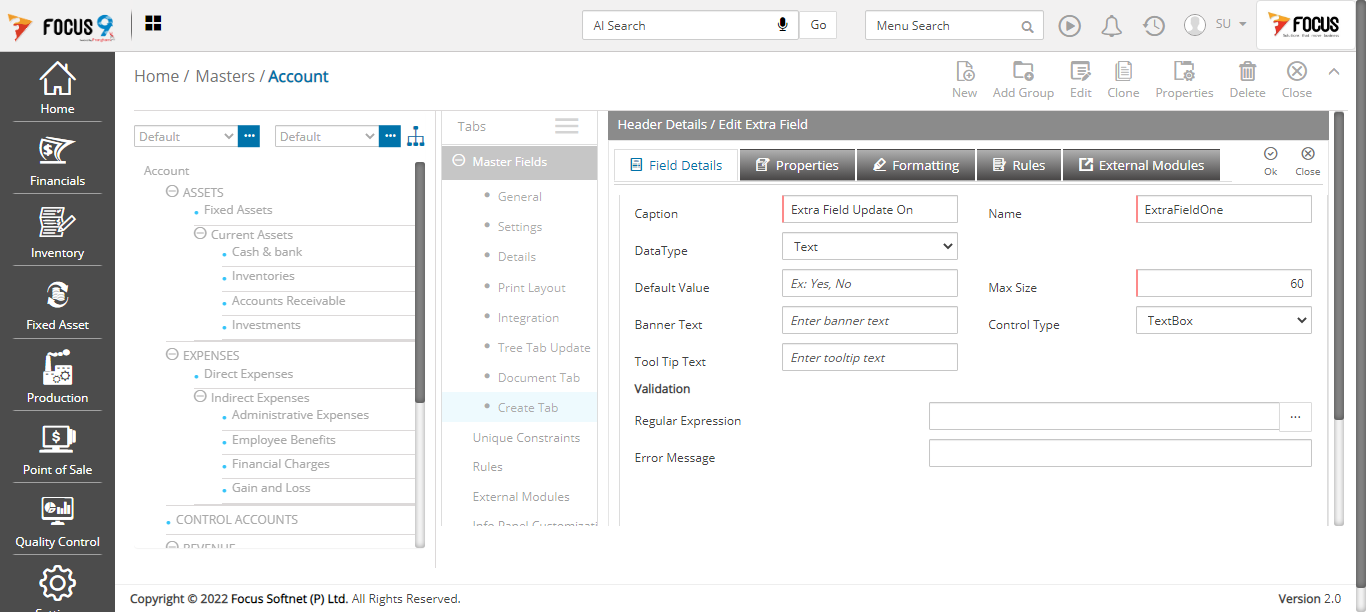 FOCUS 9
AI Search
Go
Menu Search
SU
FOCUS
Home
Financials
Inventory
Fixed Asset
Production
Point of Sale
Quality Control
Home / Masters / Account
New
Add Group
Edit
Clone
Properties
Delete
Close
Default
...
Default
...
Account
ASSETS
Fixed Assets
Current Assets
Cash & bank
Inventories
Accounts Receivable
Investments
EXPENSES
Direct Expenses
Indirect Expenses
Administrative Expenses
Employee Benefits
Financial Charges
Gain and Loss
CONTROL ACCOUNTS
REVENUE
Tabs
Master Fields
General
Settings
Details
Print Layout
Integration
Tree Tab Update
Document Tab
Create Tab
Unique Constraints
Rules
External Modules
Info Panel Customizati
Header Details / Edit Extra Field
Field Details
Properties
Formatting
Rules
External Modules
Ok
Close
Caption
Extra Field Update On
Name
ExtraFieldOne
DataType
Text
Default Value
Ex: Yes, No
Max Size
60
Banner Text
Enter banner text
Control Type
TextBox
Tool Tip Text
Enter tooltip text
Validation
Regular Expression
...
Error Message
Copyright © 2022 Focus Softnet (P) Ltd. All Rights Reserved.
Version 2.0